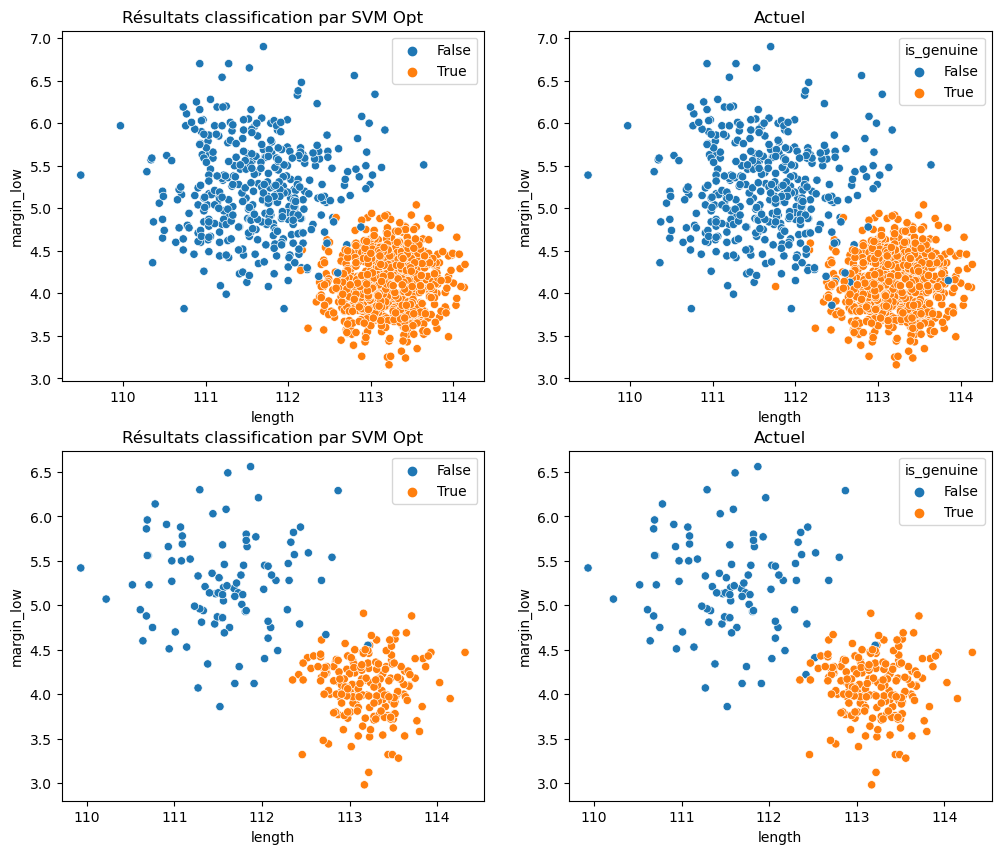 Résultats classification par SVM Opt
False
True
7.0
6.5
6.0
5.5
5.0
4.5
4.0
3.5
3.0
margin_low
110
111
112
113
114
length
Actuel
is_genuine
False
True
7.0
6.5
6.0
5.5
5.0
4.5
4.0
3.5
3.0
margin_low
110
111
112
113
114
length
Résultats classification par SVM Opt
False
True
6.5
6.0
5.5
5.0
4.5
4.0
3.5
3.0
margin_low
110
111
112
113
114
length
Actuel
is_genuine
False
True
6.5
6.0
5.5
5.0
4.5
4.0
3.5
3.0
margin_low
110
111
112
113
114
length